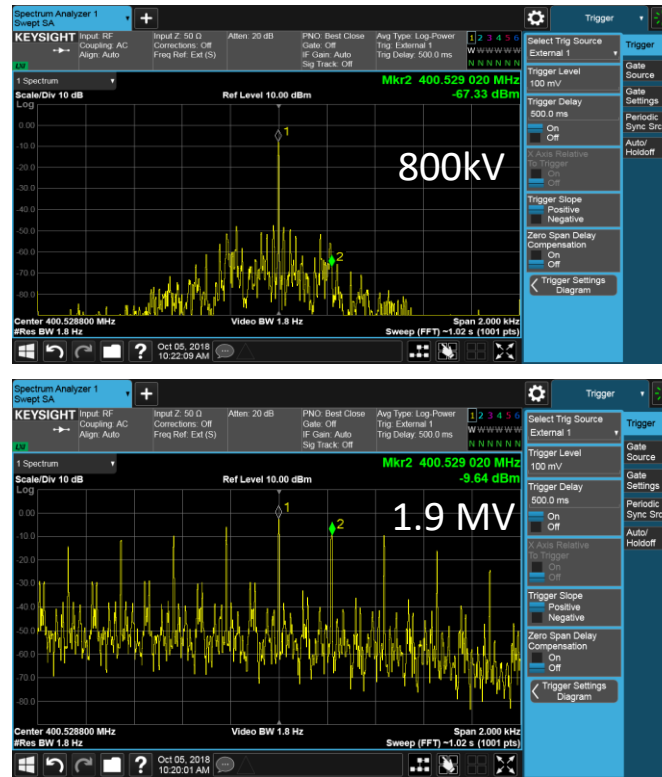 Spectrum Analyzer 1
Swept SA
+
Trigger
KEYSIGHT Input: RF Input Z: 50 Ω Atten: 20 dB PNO: Best Close Avg Type: Log-Power 1 2 3 4 5 6
Coupling: AC Corrections: Off Gate: Off Trig: External 1 W W W W W W
Align: Auto Freq Ref: Ext (S) IF Gain: Auto Trig Delay: 500.0 ms
Sig Track: Off N N N N N N
LXI
1 Spectrum
Mkr2 400.529 020 MHz
Scale/Div 10 dB Ref Level 10.00 dBm -67.33 dBm
Log
0.00
-10.0
-20.0
-30.0
-40.0
-50.0
-60.0
-70.0
-80.0
1
2
800kV
Center 400.528800 MHz Video BW 1.8 Hz Span 2.000 kHz
#Res BW 1.8 Hz Sweep (FFT) ~1.02 s (1001 pts)
? Oct 05, 2018
10:22:09 AM
Select Trig Source
External 1
Trigger Level
100 mV
Trigger Delay
500.0 ms
On
Off
X Axis Relative
To Trigger
On
Off
Trigger Slope
Positive
Negative
Zero Span Delay
Compensation
On
Off
Trigger Settings
Diagram
Trigger
Gate
Source
Gate
Settings
Periodic
Sync Src
Auto/
Holdoff
Spectrum Analyzer 1
Swept SA
+
Trigger
KEYSIGHT Input: RF Input Z: 50 Ω Atten: 20 dB PNO: Best Close Avg Type: Log-Power 1 2 3 4 5 6
Coupling: AC Corrections: Off Gate: Off Trig: External 1 W W W W W W
Align: Auto Freq Ref: Ext (S) IF Gain: Auto Trig Delay: 500.0 ms
Sig Track: Off N N N N N N
LXI
1 Spectrum
Mkr2 400.529 020 MHz
Scale/Div 10 dB Ref Level 10.00 dBm -9.64 dBm
Log
0.00
-10.0
-20.0
-30.0
-40.0
-50.0
-60.0
-70.0
-80.0
1
2
1.9 MV
Center 400.528800 MHz Video BW 1.8 Hz Span 2.000 kHz
#Res BW 1.8 Hz Sweep (FFT) ~1.02 s (1001 pts)
? Oct 05, 2018
10:20:01 AM
Select Trig Source
External 1
Trigger Level
100 mV
Trigger Delay
500.0 ms
On
Off
X Axis Relative
To Trigger
On
Off
Trigger Slope
Positive
Negative
Zero Span Delay
Compensation
On
Off
Trigger Settings
Diagram
Trigger
Gate
Source
Gate
Settings
Periodic
Sync Src
Auto/
Holdoff